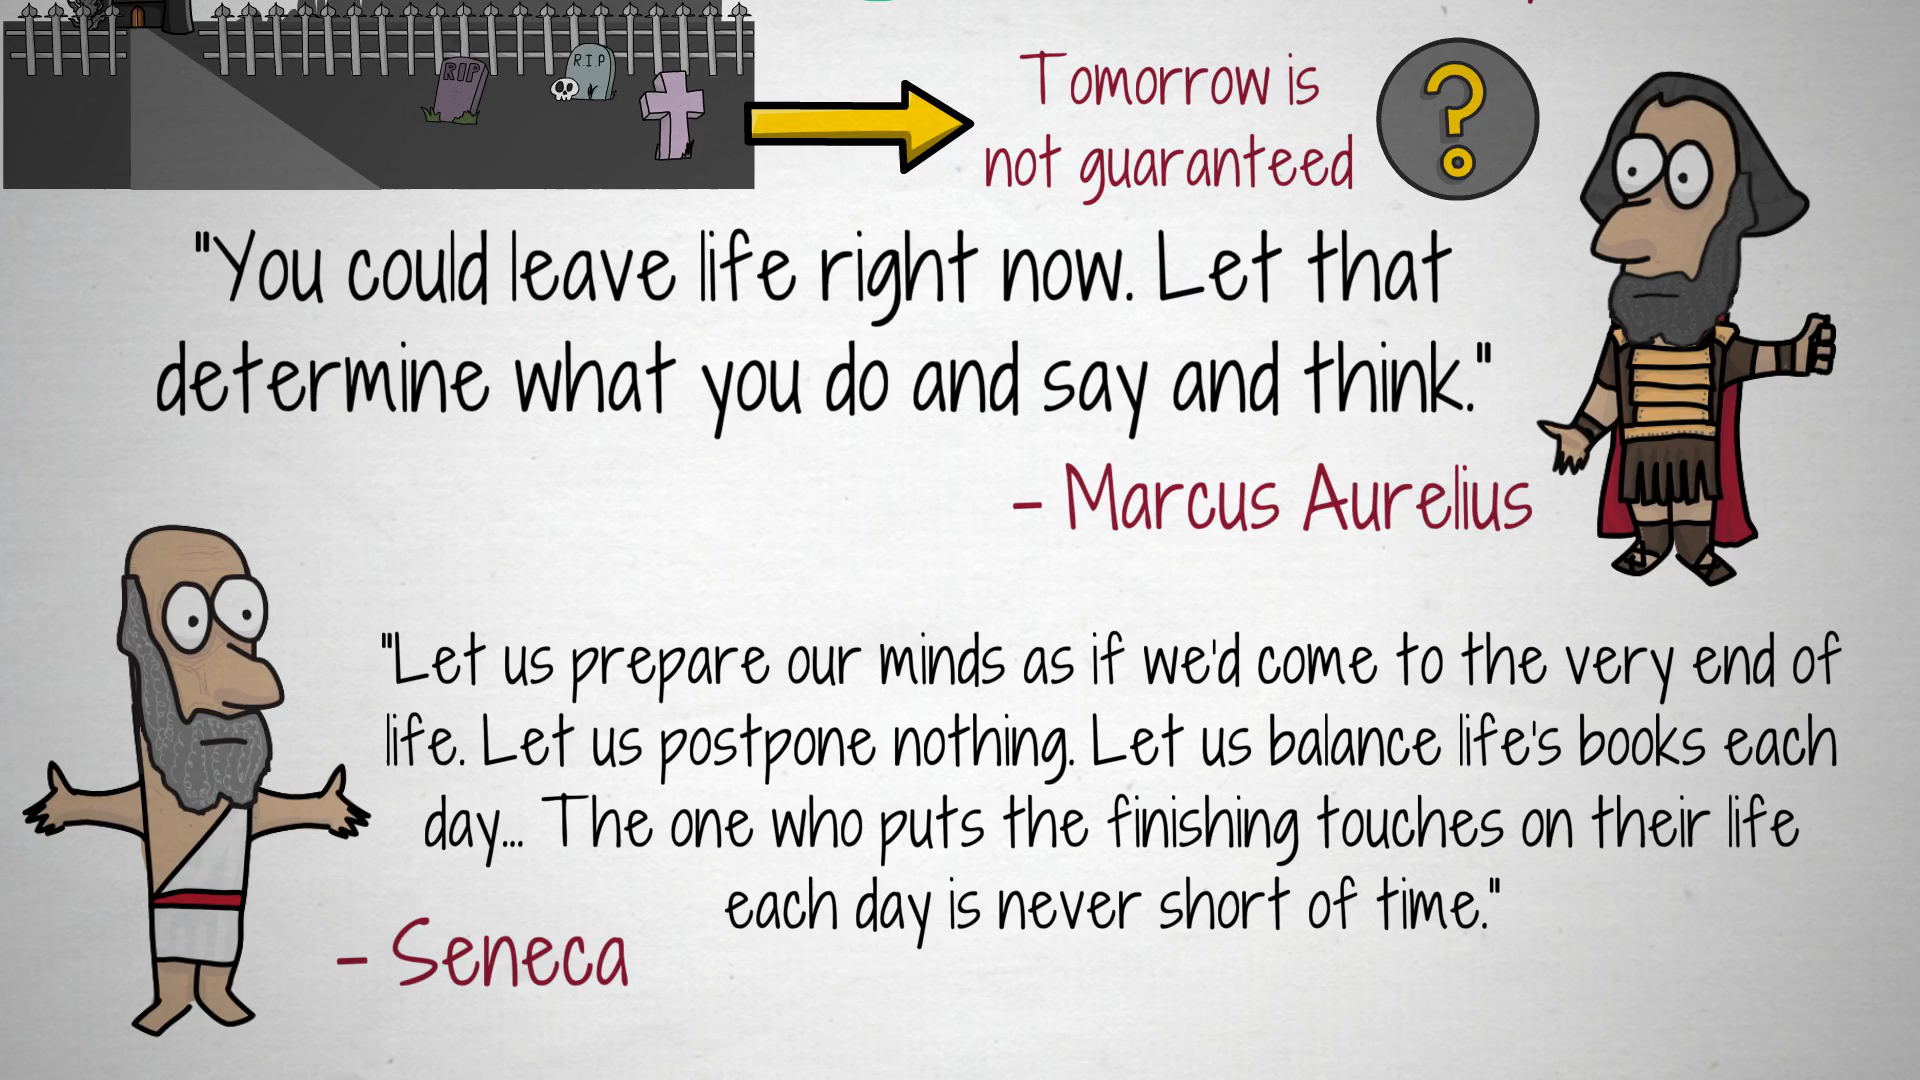 RIP
R.I.P
Tomorrow is
not guaranteed
?
"You could leave life right now. Let that
determine what you do and say and think."
- Marcus Aurelius
"Let us prepare our minds as if we'd come to the very end of
life. Let us postpone nothing. Let us balance life's books each
day... The one who puts the finishing touches on their life
each day is never short of time."
- Seneca